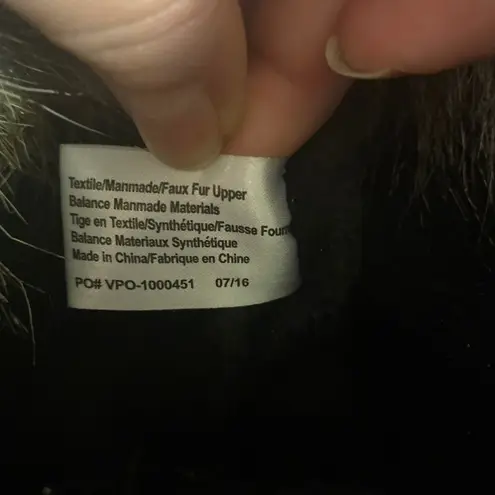 Textile/Manmade/Faux Fur Upper
Balance Manmade Materials
Tige en Textile/Synthétique/Fausse
Balance Materiaux Synthétique
Made in China/Fabrique en Chine
PO# VPO-1000451 07/16